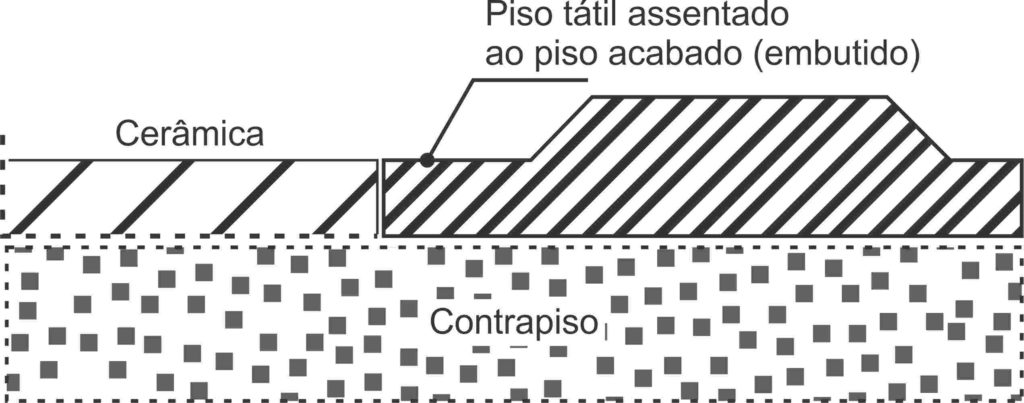 Piso tátil assentado
ao piso acabado (embutido)
Cerâmica
Contrapiso